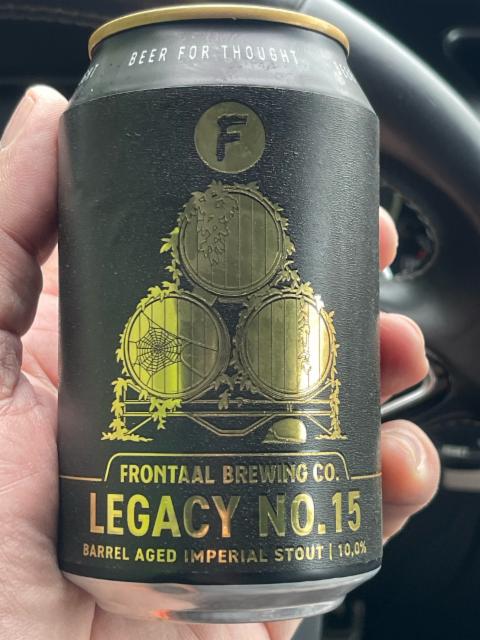 BEER FOR THOUGHT
F
FRONTAAL BREWING CO.
LEGACY NO.15
BARREL AGED IMPERIAL STOUT | 10,0%